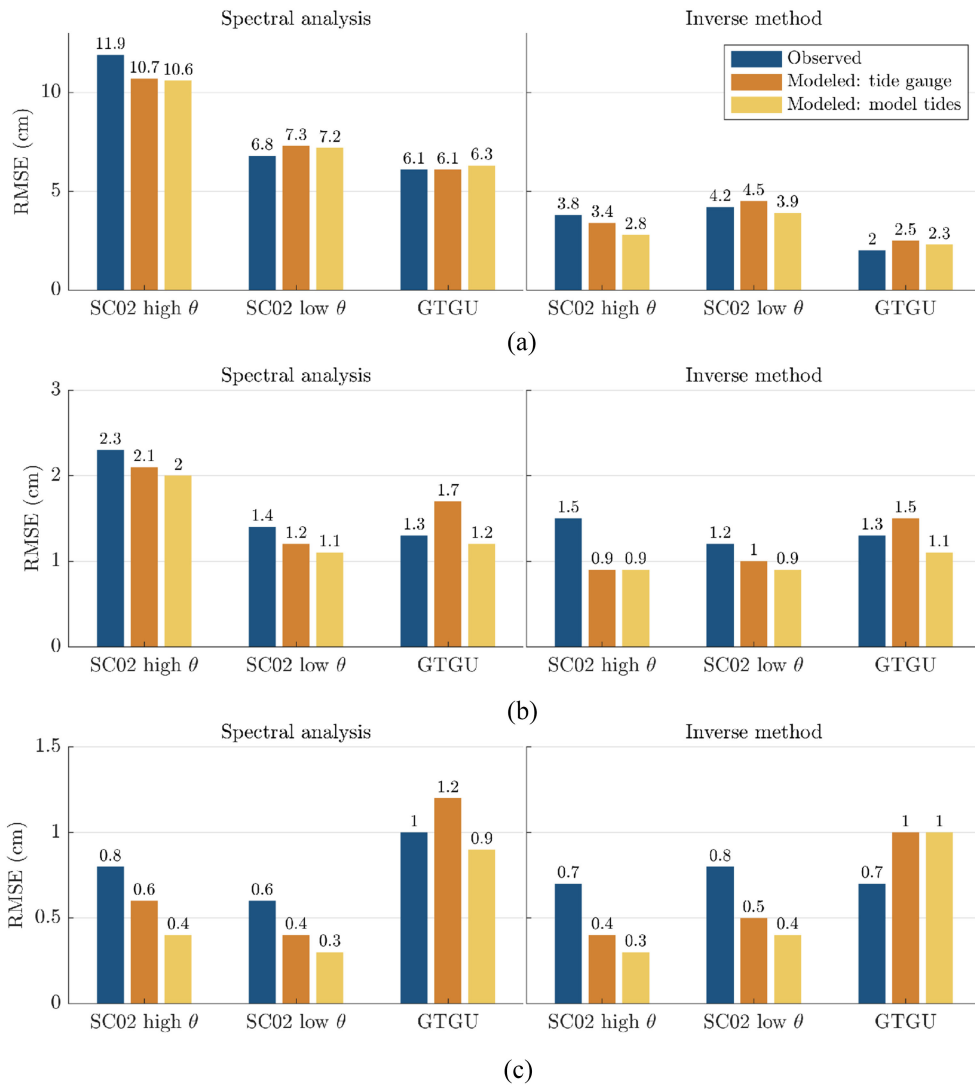 Spectral analysis
Inverse method
RMSE (cm)
10
5
0
11.9
10.7
10.6
6.8
7.3
7.2
6.1
6.1
6.3
3.8
3.4
2.8
4.2
4.5
3.9
2
2.5
2.3
Observed
Modeled: tide gauge
Modeled: model tides
SC02 high θ
SC02 low θ
GTGU
SC02 high θ
SC02 low θ
GTGU
(a)
Spectral analysis
Inverse method
RMSE (cm)
3
2
1
0
2.3
2.1
2
1.4
1.2
1.1
1.3
1.7
1.2
1.5
0.9
0.9
1.2
1
0.9
1.3
1.5
1.1
SC02 high θ
SC02 low θ
GTGU
SC02 high θ
SC02 low θ
GTGU
(b)
Spectral analysis
Inverse method
RMSE (cm)
1.5
1
0.5
0
0.8
0.6
0.4
0.6
0.4
0.3
1
1.2
0.9
0.7
0.4
0.3
0.8
0.5
0.4
0.7
1
1
SC02 high θ
SC02 low θ
GTGU
SC02 high θ
SC02 low θ
GTGU
(c)